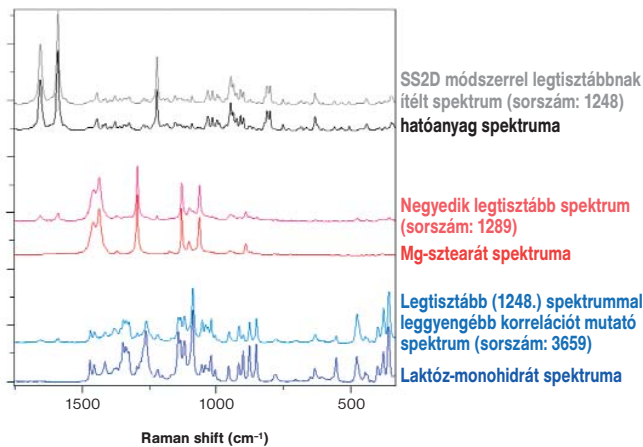 SS2D módszerrel legtisztábbnak
ítélt spektrum (sorszám: 1248)
hatóanyag spektruma
Negyedik legtisztább spektrum
(sorszám: 1289)
Mg-sztearát spektruma
Legtisztább (1248.) spektrummal
leggyengébb korrelációt mutató
spektrum (sorszám: 3659)
Laktóz-monohidrát spektruma
1500 1000 500
Raman shift (cm⁻¹)